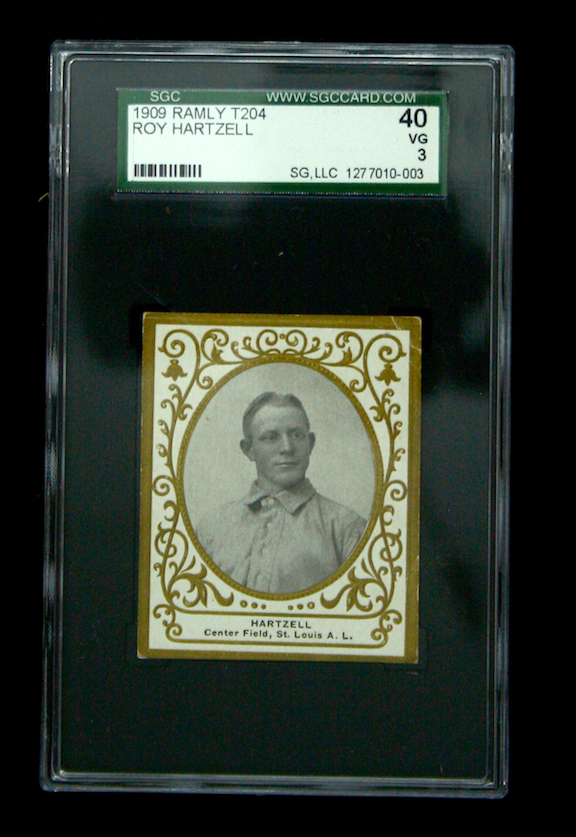 SGC WWW.SGCCARD.COM
1909 RAMLY T204 40
ROY HARTZELL VG
3
SG,LLC 1277010-003
HARTZELL
Center Field, St. Louis A. L.